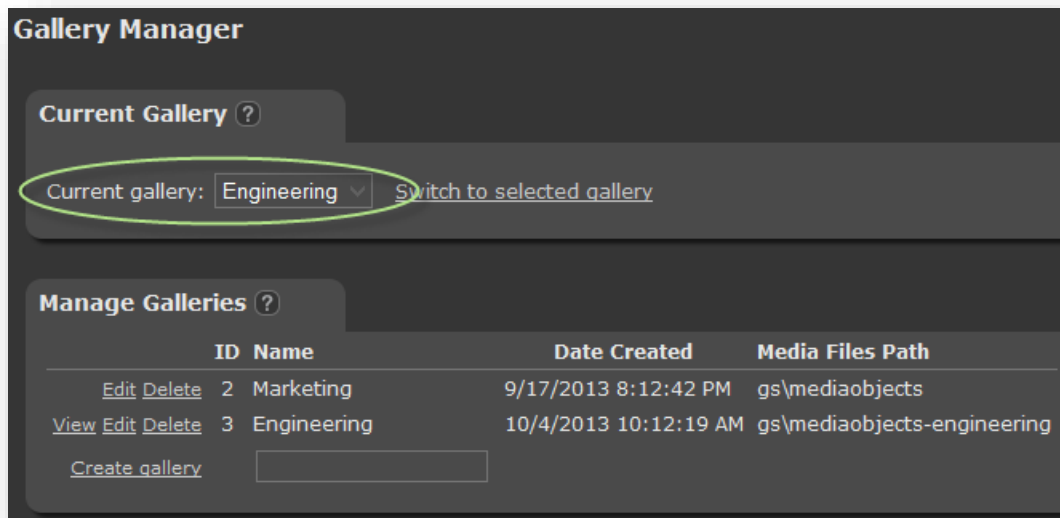 Gallery Manager
Current Gallery ?
Current gallery: Engineering Switch to selected gallery
Manage Galleries ?
ID Name Date Created Media Files Path
Edit Delete 2 Marketing 9/17/2013 8:12:42 PM gs\mediaobjects
View Edit Delete 3 Engineering 10/4/2013 10:12:19 AM gs\mediaobjects-engineering
Create gallery